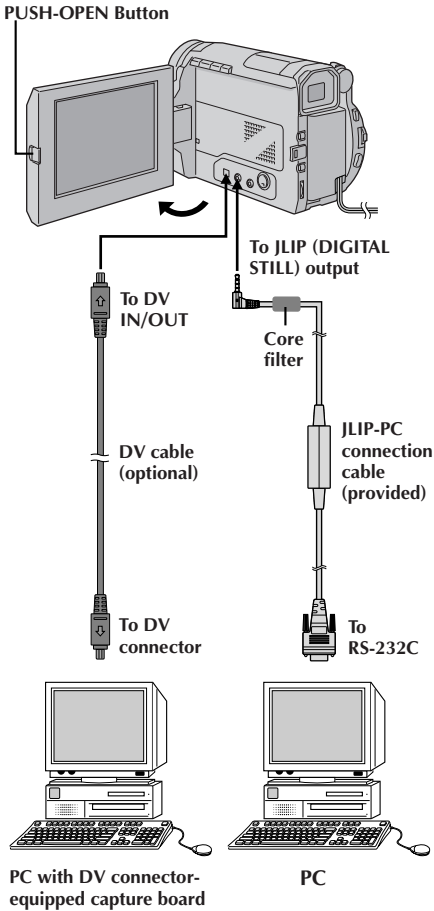 PUSH-OPEN Button
To JLIP (DIGITAL
STILL) output
To DV
IN/OUT
Core
filter
DV cable
(optional)
JLIP-PC
connection
cable
(provided)
To DV
connector
To
RS-232C
PC with DV connector-
equipped capture board
PC